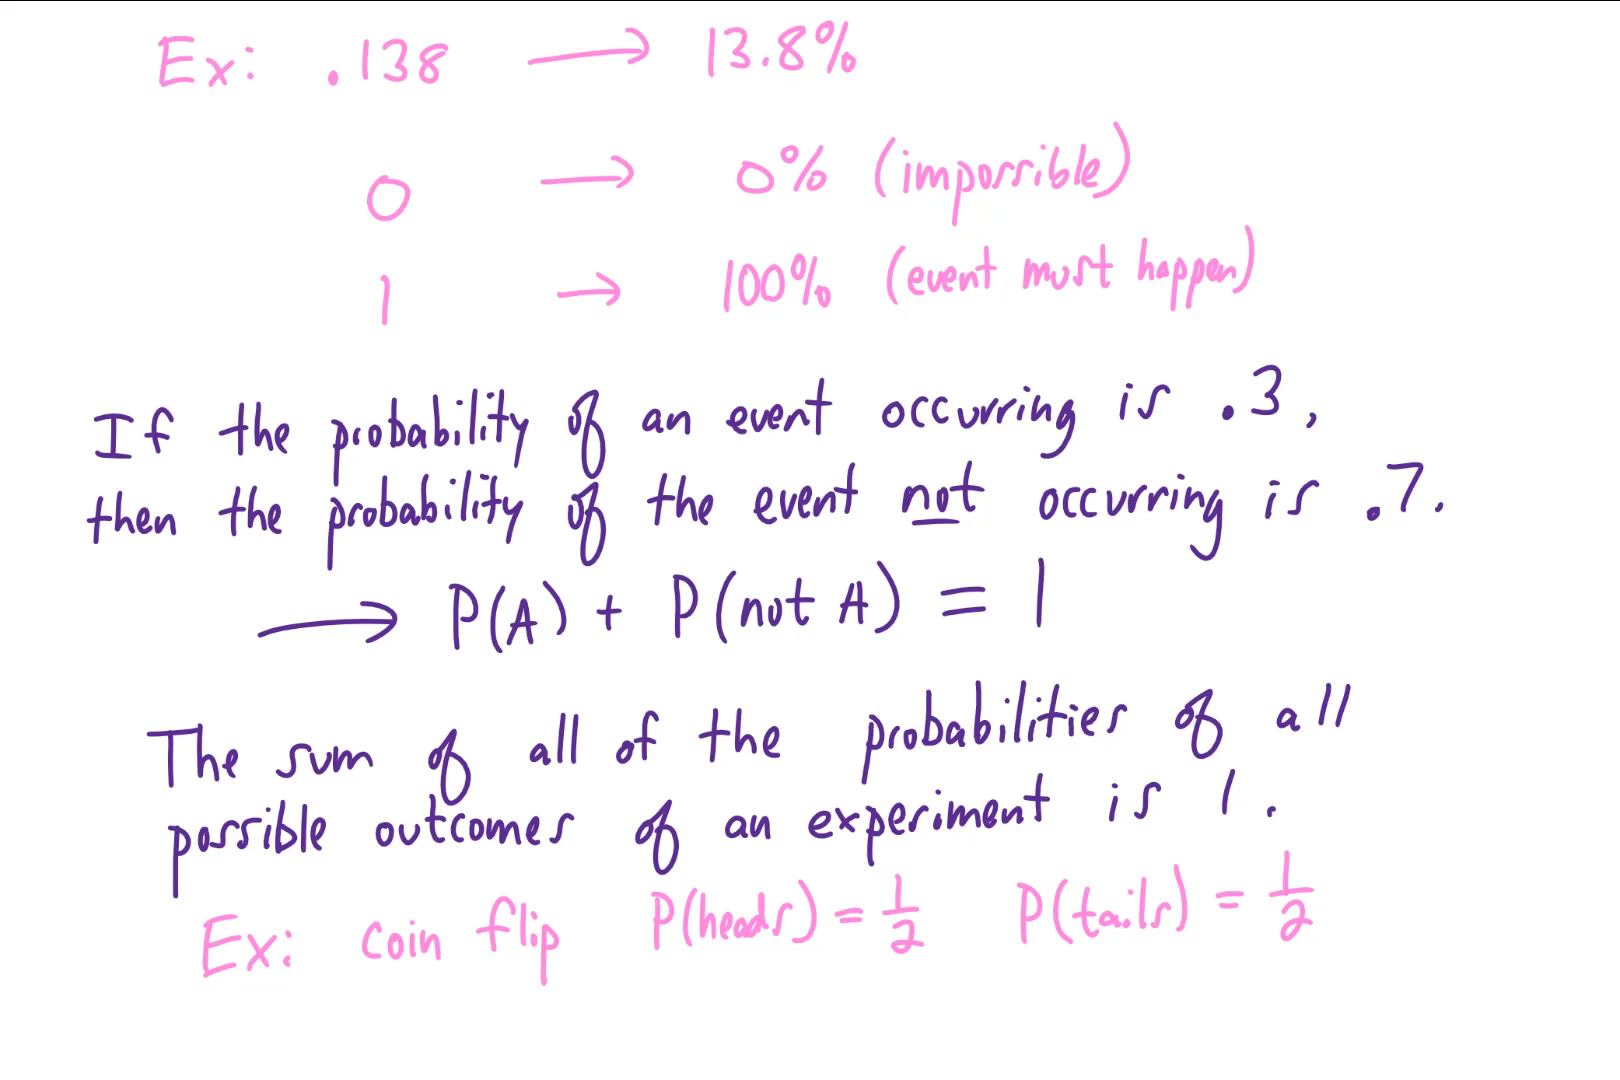 Ex: .138 → 13.8%
0 → 0% (impossible)
1 → 100% (event must happen)
If the probability of an event occurring is .3,
then the probability of the event not occurring is .7.
→ P(A) + P(not A) = 1
The sum of all of the probabilities of all
possible outcomes of an experiment is 1.
Ex: coin flip P(heads) = 1/2 P(tails) = 1/2